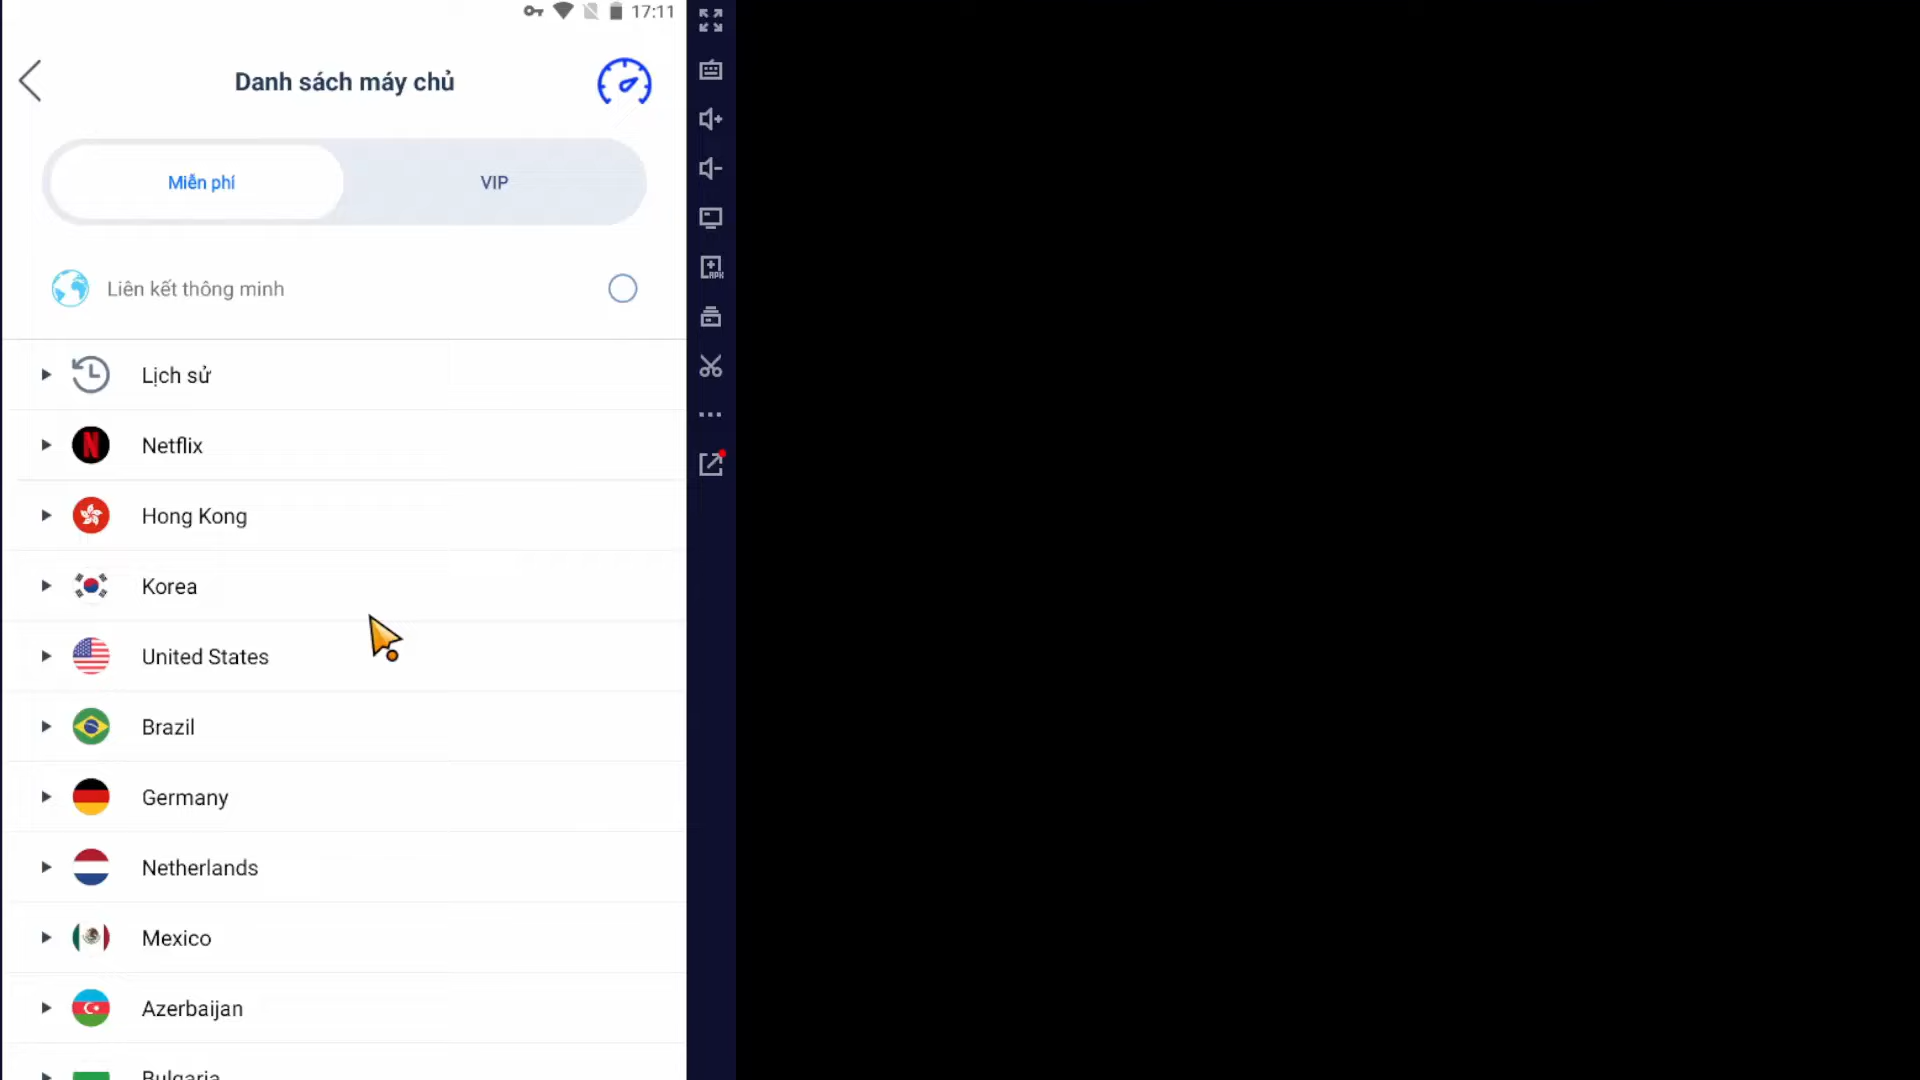 17:11
Danh sách máy chủ
Miễn phí
VIP
Liên kết thông minh
Lịch sử
Netflix
Hong Kong
Korea
United States
Brazil
Germany
Netherlands
Mexico
Azerbaijan
Bulgaria